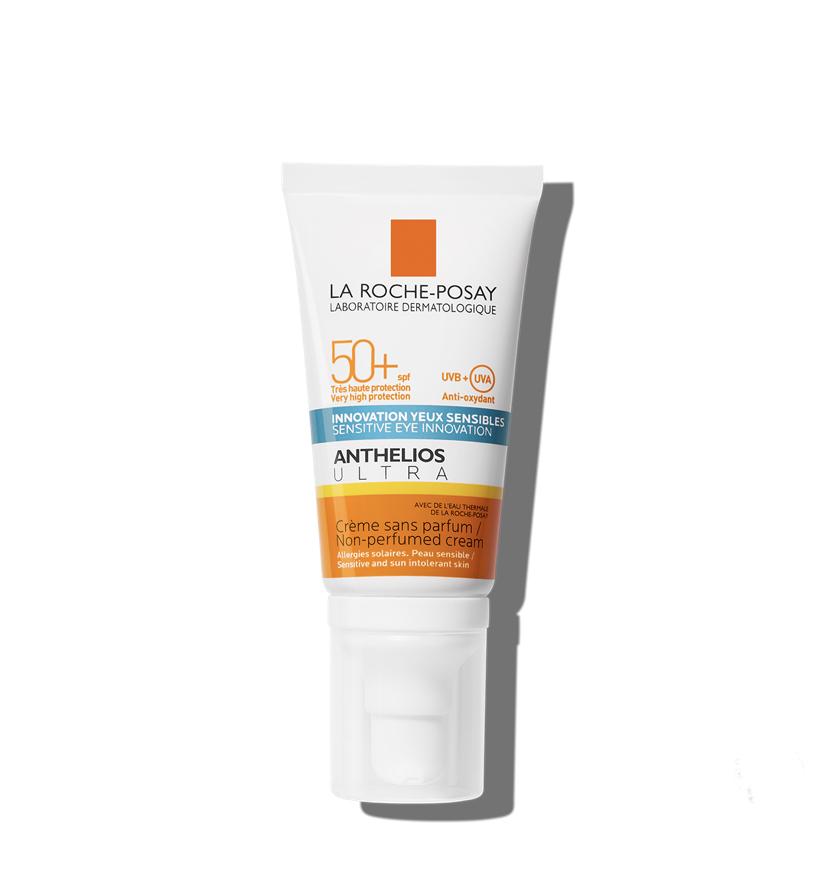 LA ROCHE-POSAY
LABORATOIRE DERMATOLOGIQUE
50+ spf
Très haute protection
Very high protection
UVB + UVA
Anti-oxydant
INNOVATION YEUX SENSIBLES
SENSITIVE EYE INNOVATION
ANTHELIOS
ULTRA
AVEC DE L'EAU THERMALE
DE LA ROCHE-POSAY
Crème sans parfum /
Non-perfumed cream
Allergies solaires. Peau sensible /
Sensitive and sun intolerant skin